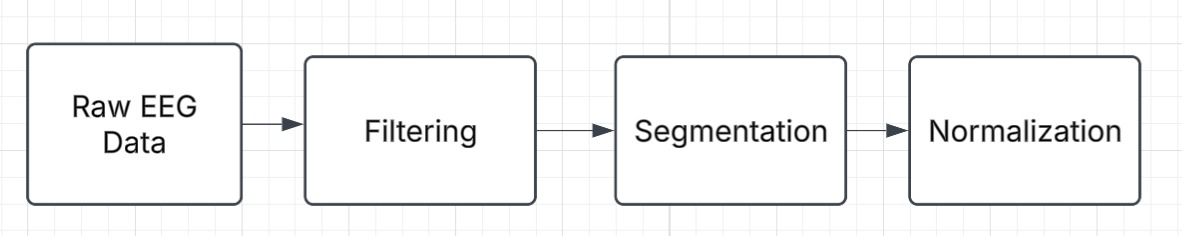 Raw EEG
Data
Filtering
Segmentation
Normalization